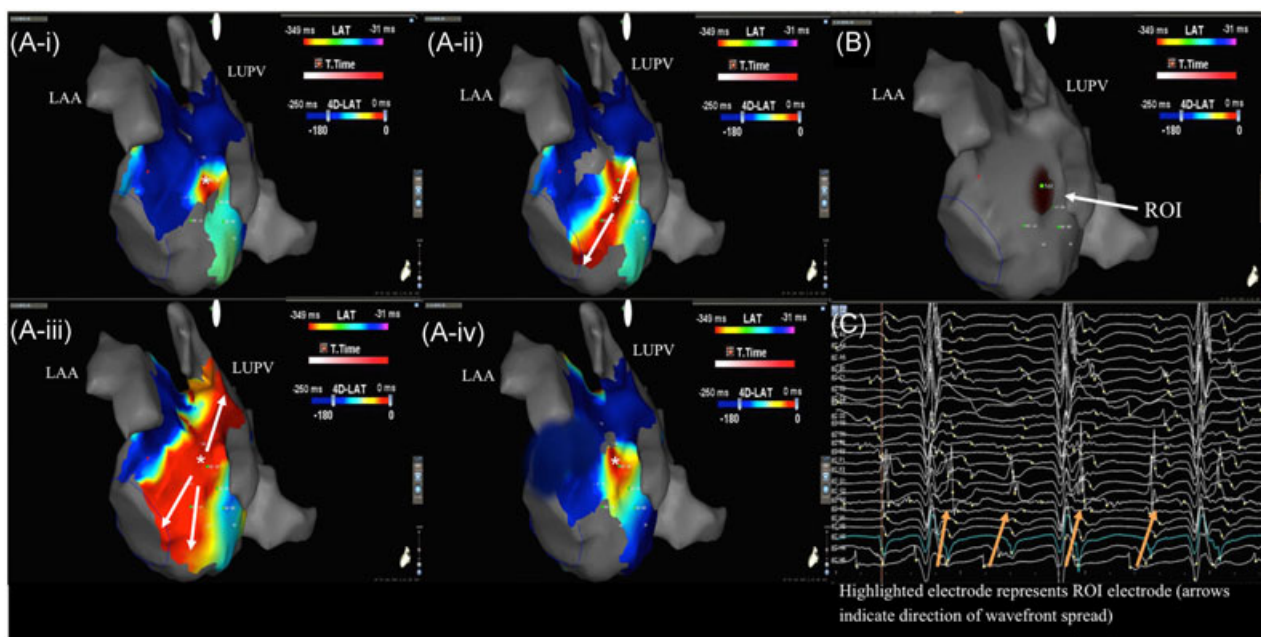 (A-i)
-349 ms LAT -31 ms
T.Time
LUPV
LAA
-250 ms 4D-LAT 0 ms
-180 0
(A-ii)
-349 ms LAT -31 ms
T.Time
LUPV
LAA
-250 ms 4D-LAT 0 ms
-180 0
(B)
-349 ms LAT -31 ms
T.Time
LUPV
LAA
-250 ms 4D-LAT 0 ms
-180 0
ROI
(A-iii)
-349 ms LAT -31 ms
T.Time
LUPV
LAA
-250 ms 4D-LAT 0 ms
-180 0
(A-iv)
-349 ms LAT -31 ms
T.Time
LUPV
LAA
-250 ms 4D-LAT 0 ms
-180 0
(C)
Highlighted electrode represents ROI electrode (arrows
indicate direction of wavefront spread)